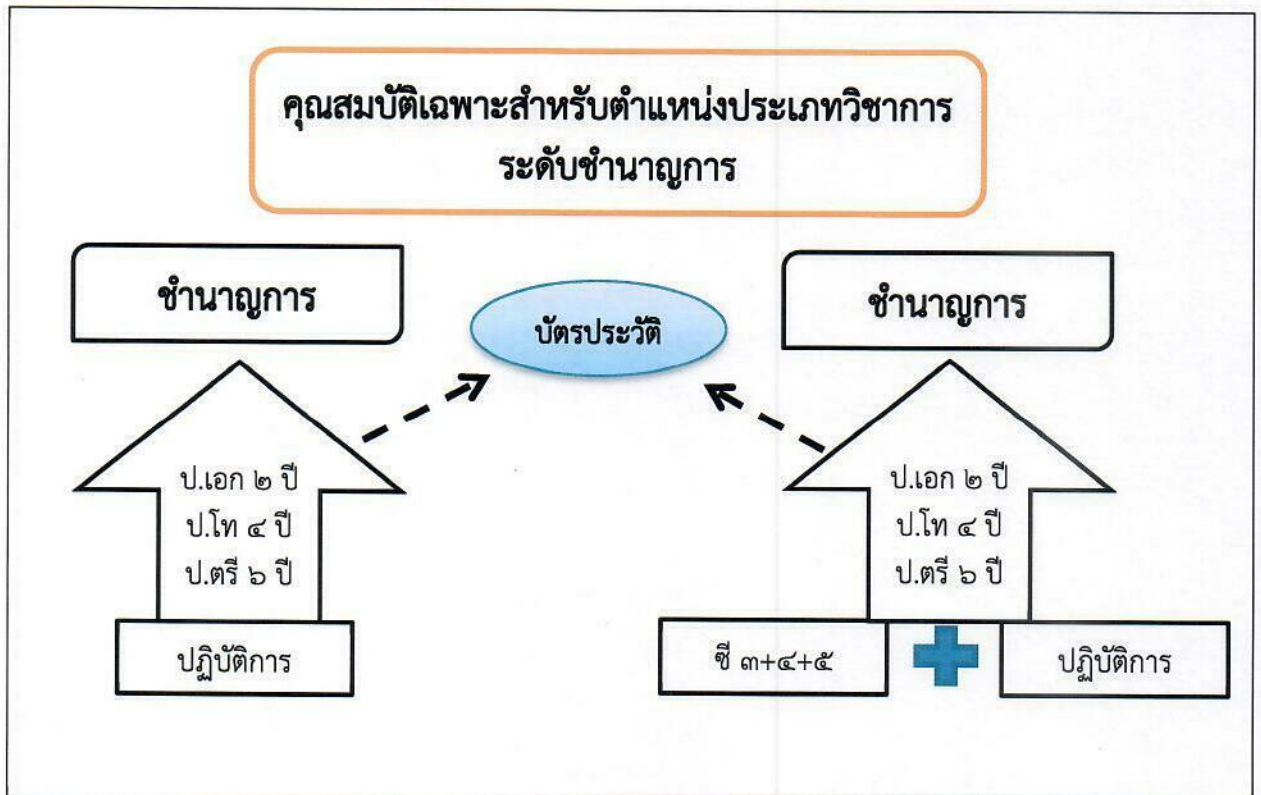 คุณสมบัติเฉพาะสำหรับตำแหน่งประเภทวิชาการ
ระดับชำนาญการ
ชำนาญการ
บัตรประวัติ
ชำนาญการ
ป.เอก ๒ ปี
ป.โท ๔ ปี
ป.ตรี ๖ ปี
ปฏิบัติการ
ป.เอก ๒ ปี
ป.โท ๔ ปี
ป.ตรี ๖ ปี
ซี ๓+๔+๕
ปฏิบัติการ